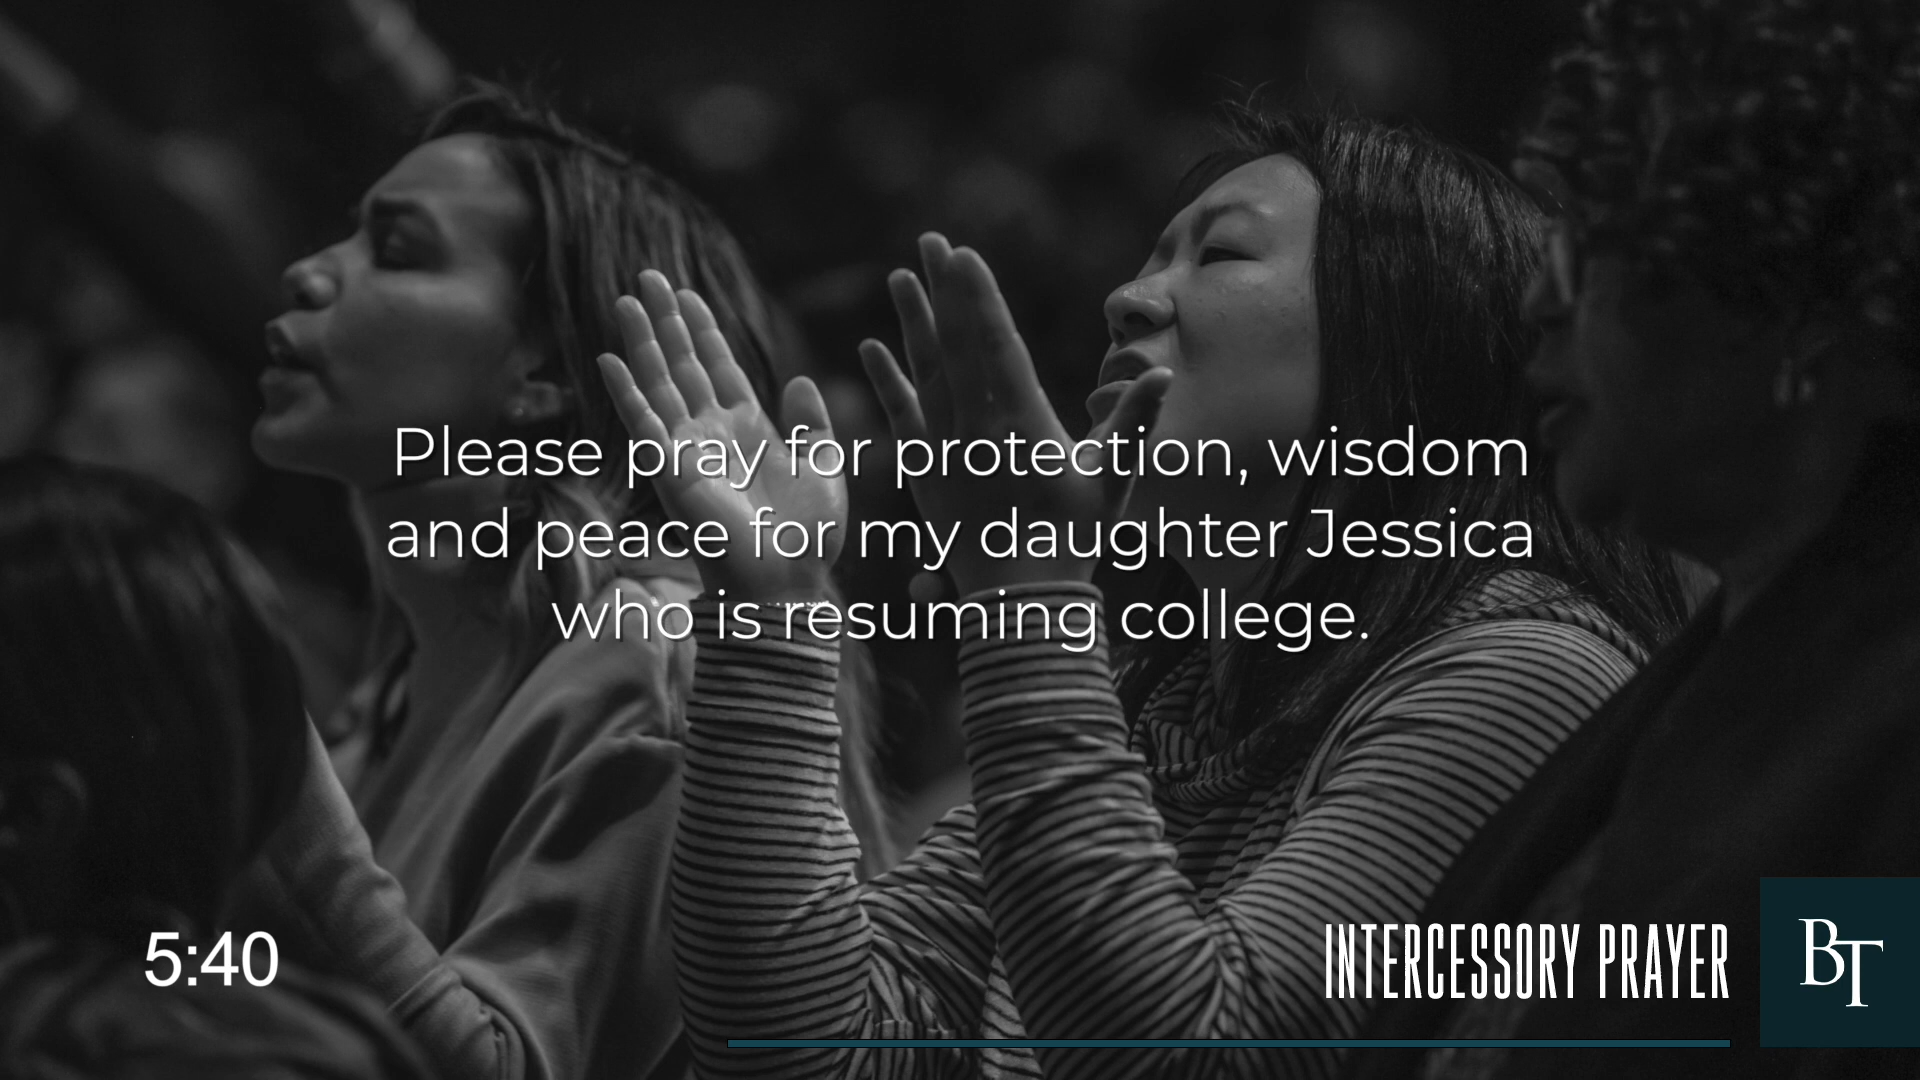 Please pray for protection, wisdom
and peace for my daughter Jessica
who is resuming college.
5:40
INTERCESSORY PRAYER
BT